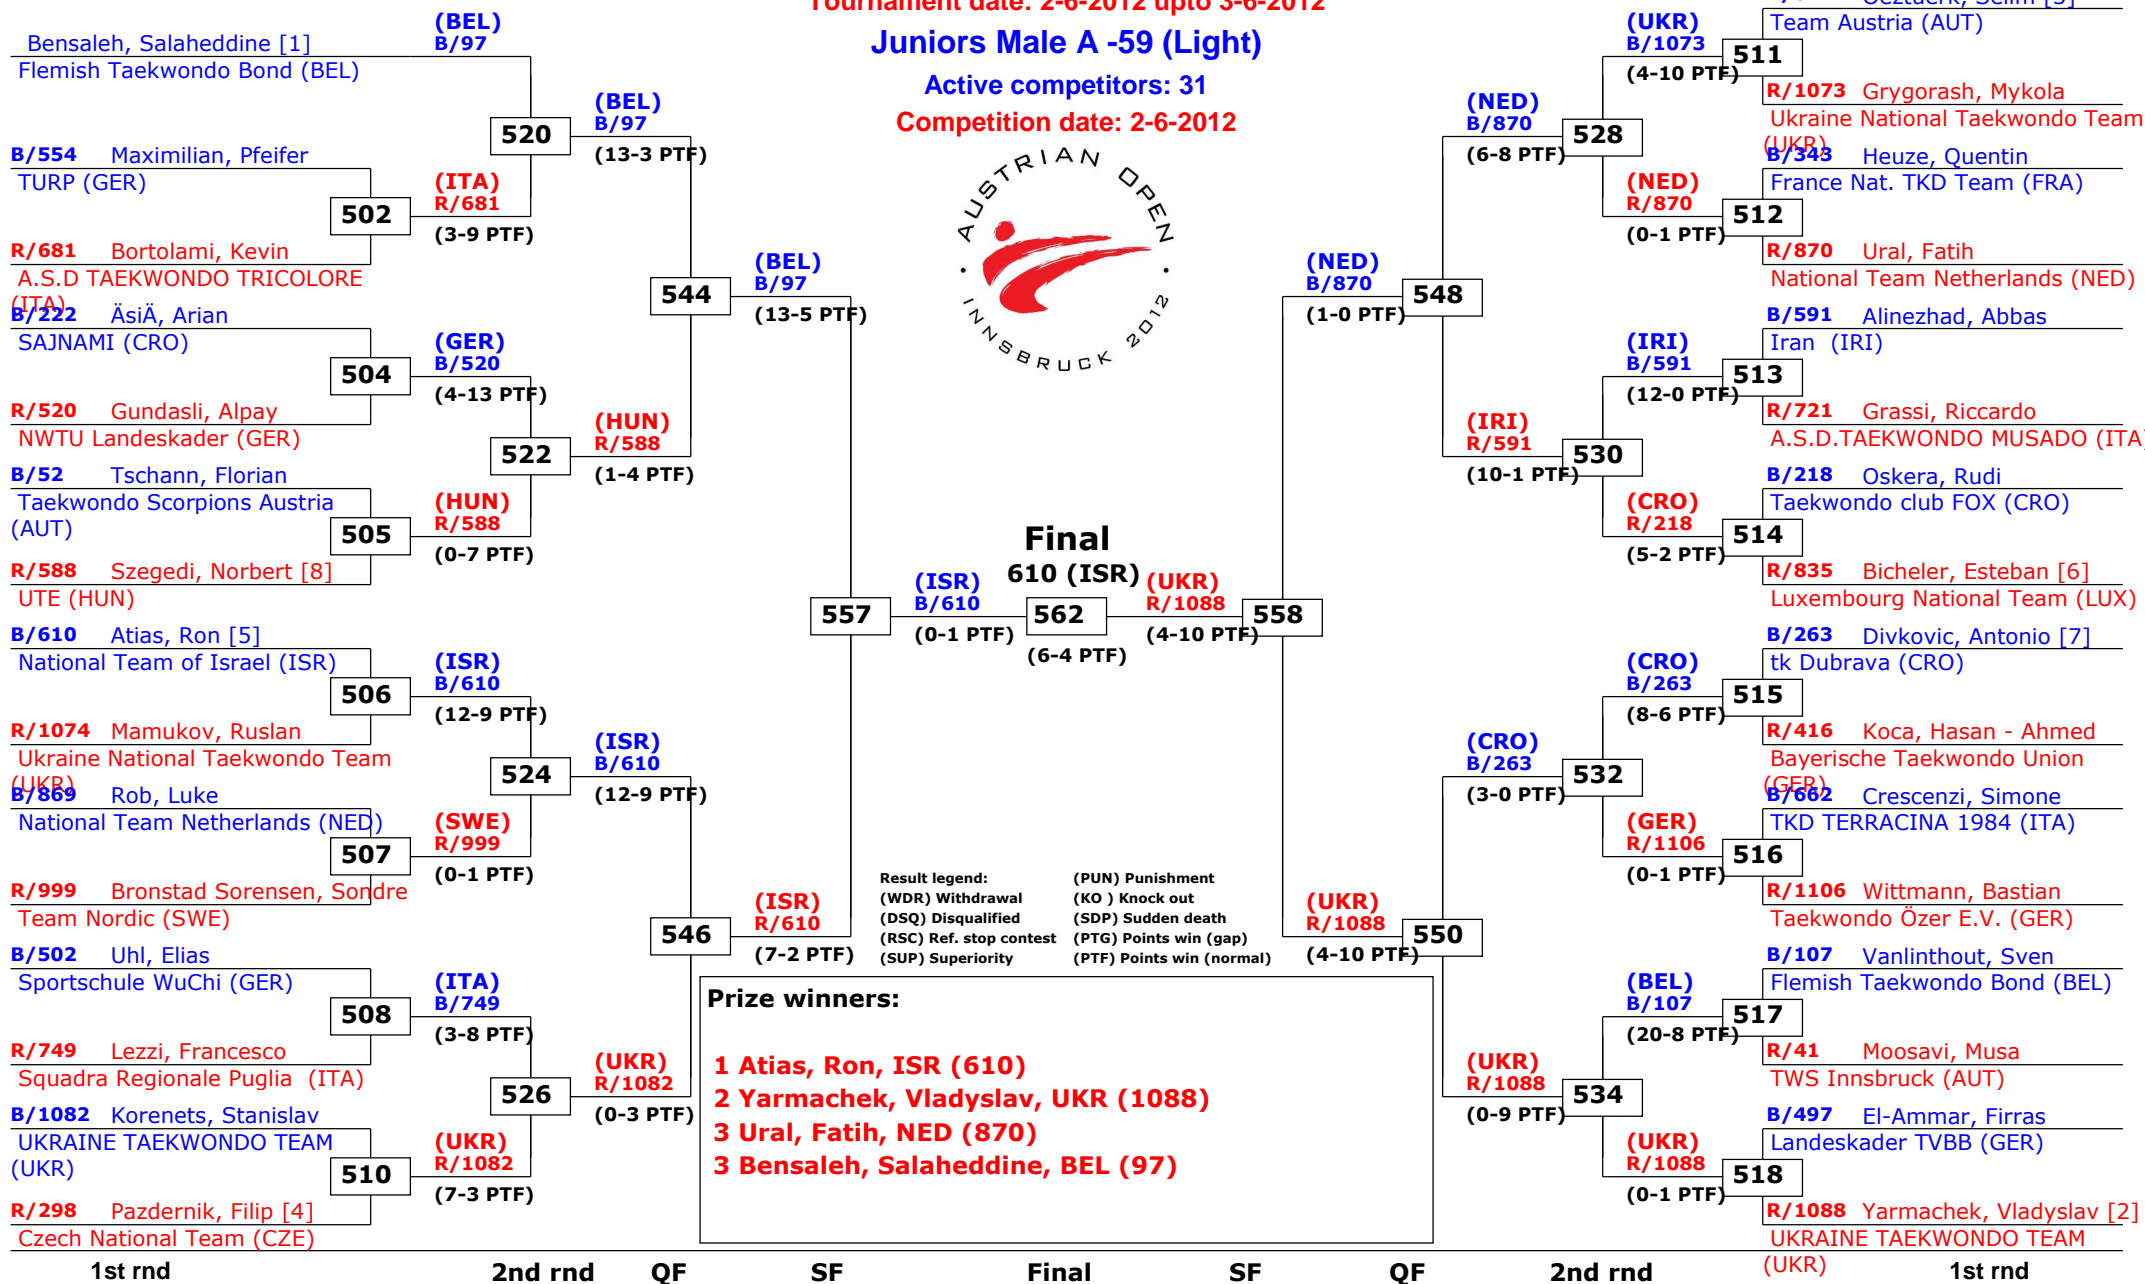 Tournament date: 2-6-2012 upto 3-6-2012
Juniors Male A -59 (Light)
Active competitors: 31
Competition date: 2-6-2012
AUSTRIAN OPEN
· INNSBRUCK 2012 ·
Bensaleh, Salaheddine [1]
Flemish Taekwondo Bond (BEL)
B/554 Maximilian, Pfeifer
TURP (GER)
502
R/681 Bortolami, Kevin
A.S.D TAEKWONDO TRICOLORE
(ITA)
B/222 ÄsiÄ, Arian
SAJNAMI (CRO)
504
R/520 Gundasli, Alpay
NWTU Landeskader (GER)
B/52 Tschann, Florian
Taekwondo Scorpions Austria
(AUT)
505
R/588 Szegedi, Norbert [8]
UTE (HUN)
B/610 Atias, Ron [5]
National Team of Israel (ISR)
506
R/1074 Mamukov, Ruslan
Ukraine National Taekwondo Team
(UKR)
B/869 Rob, Luke
National Team Netherlands (NED)
507
R/999 Bronstad Sorensen, Sondre
Team Nordic (SWE)
B/502 Uhl, Elias
Sportschule WuChi (GER)
508
R/749 Lezzi, Francesco
Squadra Regionale Puglia (ITA)
B/1082 Korenets, Stanislav
UKRAINE TAEKWONDO TEAM
(UKR)
510
R/298 Pazdernik, Filip [4]
Czech National Team (CZE)
(BEL)
B/97
520
(ITA)
R/681
(3-9 PTF)
(GER)
B/520
(4-13 PTF)
522
(HUN)
R/588
(0-7 PTF)
(ISR)
B/610
(12-9 PTF)
524
(SWE)
R/999
(0-1 PTF)
(ITA)
B/749
(3-8 PTF)
526
(UKR)
R/1082
(7-3 PTF)
(BEL)
B/97
(13-3 PTF)
544
(HUN)
R/588
(1-4 PTF)
(ISR)
B/610
(12-9 PTF)
546
(UKR)
R/1082
(0-3 PTF)
(BEL)
B/97
(13-5 PTF)
557
(ISR)
R/610
(7-2 PTF)
(ISR)
B/610
(0-1 PTF)
Final
610 (ISR)
562
(6-4 PTF)
(UKR)
R/1088
(4-10 PTF)
558
(NED)
B/870
(1-0 PTF)
548
(UKR)
R/1088
(4-10 PTF)
550
(NED)
B/870
(6-8 PTF)
528
(IRI)
R/591
(10-1 PTF)
530
(CRO)
B/263
(3-0 PTF)
532
(UKR)
R/1088
(0-9 PTF)
534
(UKR)
B/1073
(4-10 PTF)
511
(NED)
R/870
(0-1 PTF)
512
(IRI)
B/591
(12-0 PTF)
513
(CRO)
R/218
(5-2 PTF)
514
(CRO)
B/263
(8-6 PTF)
515
(GER)
R/1106
(0-1 PTF)
516
(BEL)
B/107
(20-8 PTF)
517
(UKR)
R/1088
(0-1 PTF)
518
Team Austria (AUT)
R/1073 Grygorash, Mykola
Ukraine National Taekwondo Team
(UKR)
B/343 Heuze, Quentin
France Nat. TKD Team (FRA)
R/870 Ural, Fatih
National Team Netherlands (NED)
B/591 Alinezhad, Abbas
Iran (IRI)
R/721 Grassi, Riccardo
A.S.D.TAEKWONDO MUSADO (ITA)
B/218 Oskera, Rudi
Taekwondo club FOX (CRO)
R/835 Bicheler, Esteban [6]
Luxembourg National Team (LUX)
B/263 Divkovic, Antonio [7]
tk Dubrava (CRO)
R/416 Koca, Hasan - Ahmed
Bayerische Taekwondo Union
(GER)
B/662 Crescenzi, Simone
TKD TERRACINA 1984 (ITA)
R/1106 Wittmann, Bastian
Taekwondo Özer E.V. (GER)
B/107 Vanlinthout, Sven
Flemish Taekwondo Bond (BEL)
R/41 Moosavi, Musa
TWS Innsbruck (AUT)
B/497 El-Ammar, Firras
Landeskader TVBB (GER)
R/1088 Yarmachek, Vladyslav [2]
UKRAINE TAEKWONDO TEAM
(UKR)
Result legend:
(WDR) Withdrawal
(DSQ) Disqualified
(RSC) Ref. stop contest
(SUP) Superiority
(PUN) Punishment
(KO ) Knock out
(SDP) Sudden death
(PTG) Points win (gap)
(PTF) Points win (normal)
Prize winners:
1 Atias, Ron, ISR (610)
2 Yarmachek, Vladyslav, UKR (1088)
3 Ural, Fatih, NED (870)
3 Bensaleh, Salaheddine, BEL (97)
1st rnd 2nd rnd QF SF Final SF QF 2nd rnd 1st rnd